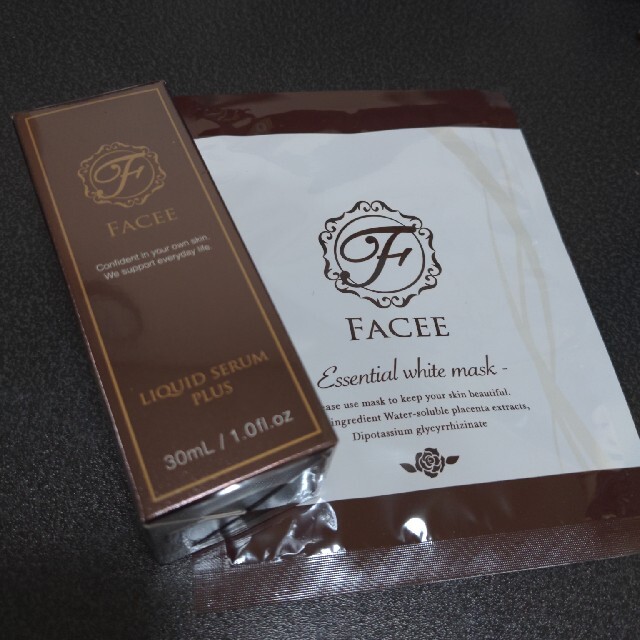 F
FACEE
Confident in your own skin
We support everyday life
LIQUID SERUM
PLUS
30mL / 1.0fl.oz
F
FACEE
Essential white mask -
use mask to keep your skin beautiful.
ingredient Water-soluble placenta extracts,
Dipotassium glycyrrhizinate